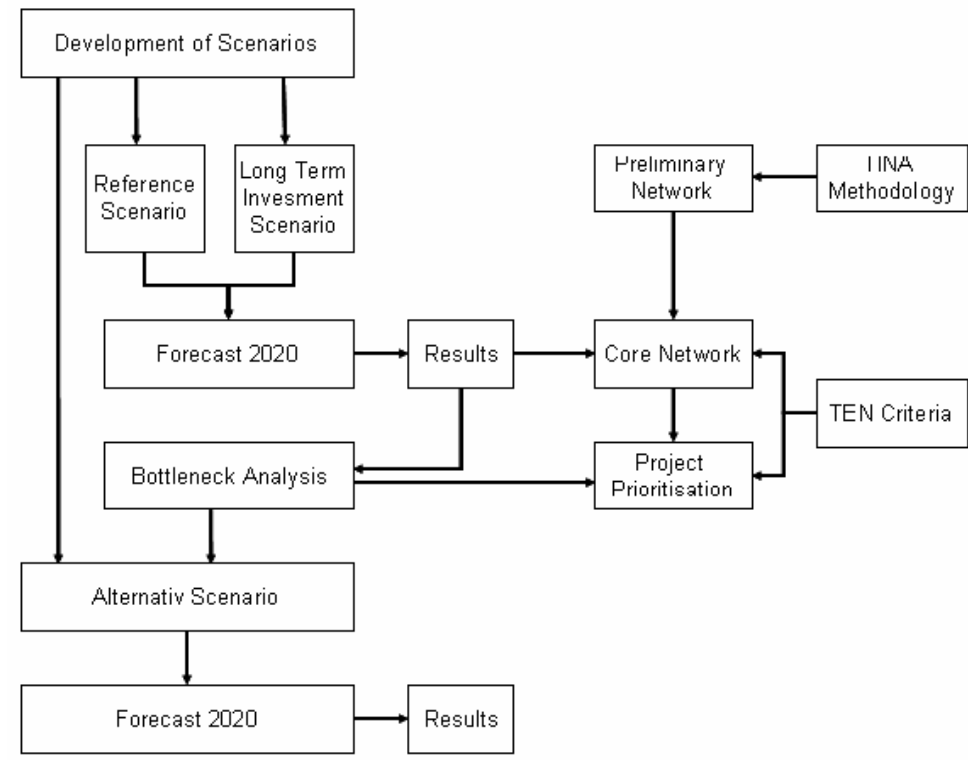 Development of Scenarios
Reference
Scenario
Long Term
Invesment
Scenario
Preliminary
Network
TINA
Methodology
Forecast 2020
Results
Core Network
TEN Criteria
Bottleneck Analysis
Project
Prioritisation
Alternativ Scenario
Forecast 2020
Results